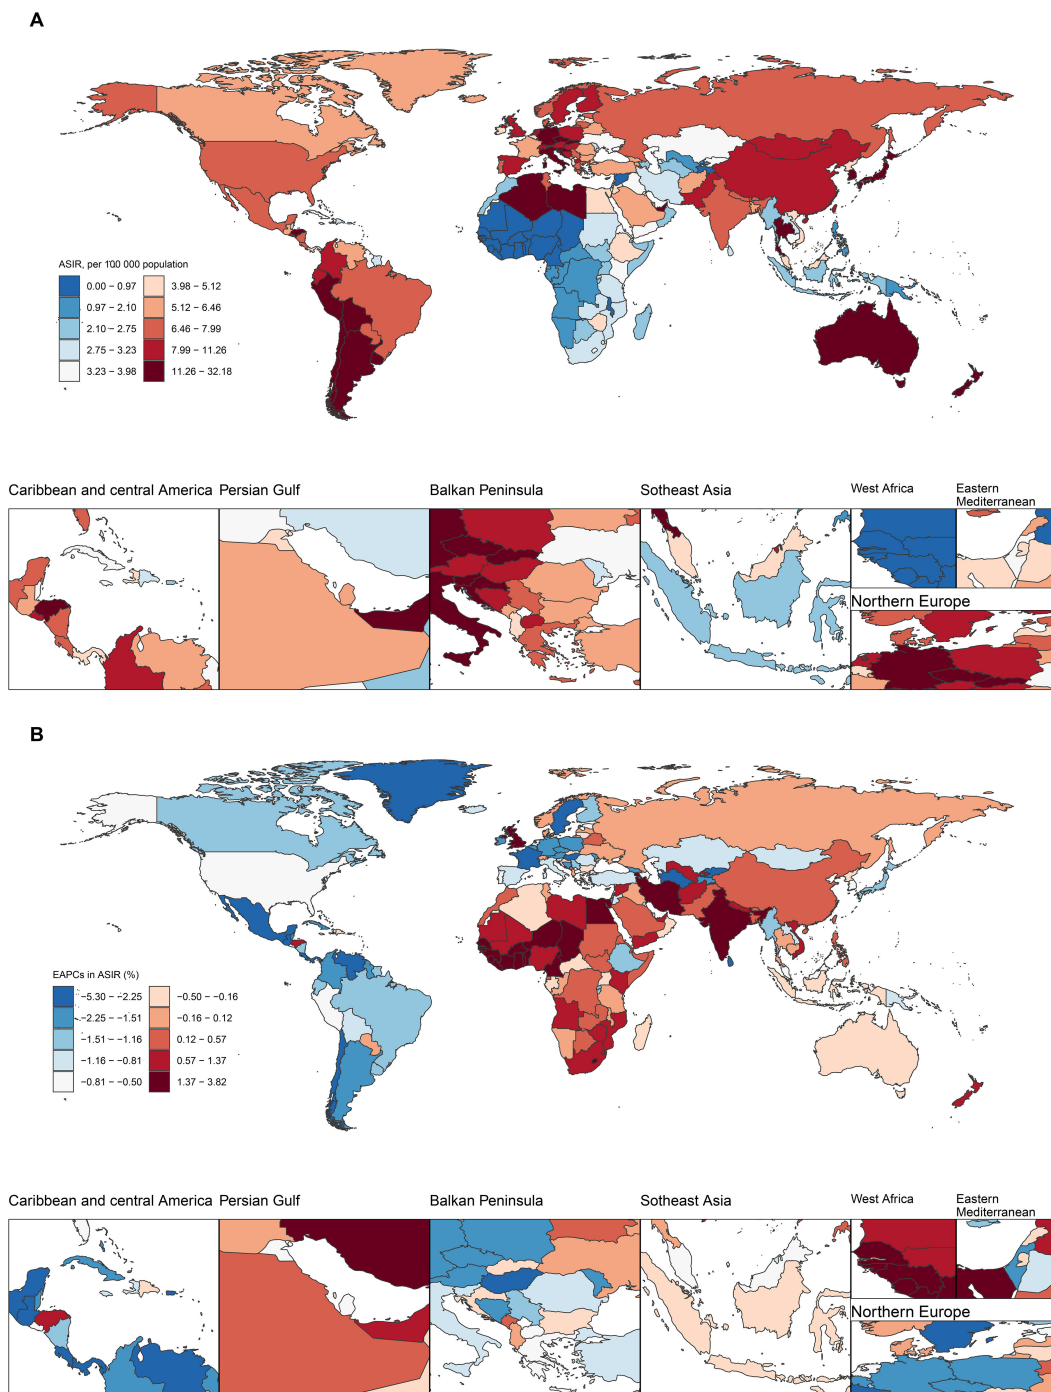 A
ASIR, per 100 000 population
0.00 − 0.97
0.97 − 2.10
2.10 − 2.75
2.75 − 3.23
3.23 − 3.98
3.98 − 5.12
5.12 − 6.46
6.46 − 7.99
7.99 − 11.26
11.26 − 32.18
Caribbean and central America
Persian Gulf
Balkan Peninsula
Sotheast Asia
West Africa
Eastern
Mediterranean
Northern Europe
B
EAPCs in ASIR (%)
−5.30 − −2.25
−2.25 − −1.51
−1.51 − −1.16
−1.16 − −0.81
−0.81 − −0.50
−0.50 − −0.16
−0.16 − 0.12
0.12 − 0.57
0.57 − 1.37
1.37 − 3.82
Caribbean and central America
Persian Gulf
Balkan Peninsula
Sotheast Asia
West Africa
Eastern
Mediterranean
Northern Europe